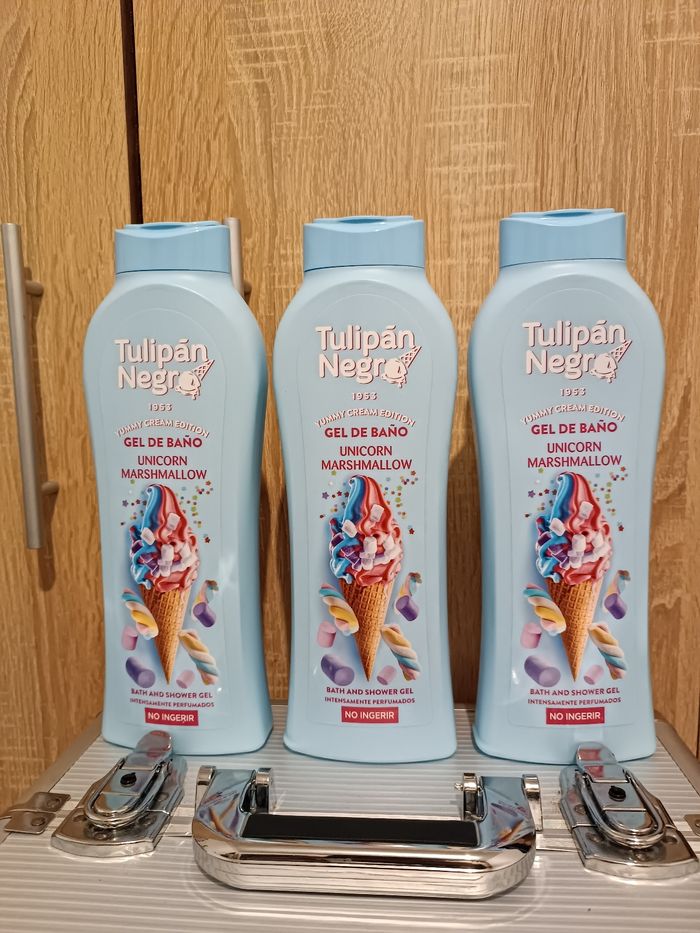 Tulipán
Negro
1953
YUMMY CREAM EDITION
GEL DE BAÑO
UNICORN
MARSHMALLOW
BATH AND SHOWER GEL
INTENSAMENTE PERFUMADOS
NO INGERIR
Tulipán
Negro
1953
YUMMY CREAM EDITION
GEL DE BAÑO
UNICORN
MARSHMALLOW
BATH AND SHOWER GEL
INTENSAMENTE PERFUMADOS
NO INGERIR
Tulipán
Negro
1953
YUMMY CREAM EDITION
GEL DE BAÑO
UNICORN
MARSHMALLOW
BATH AND SHOWER GEL
INTENSAMENTE PERFUMADOS
NO INGERIR